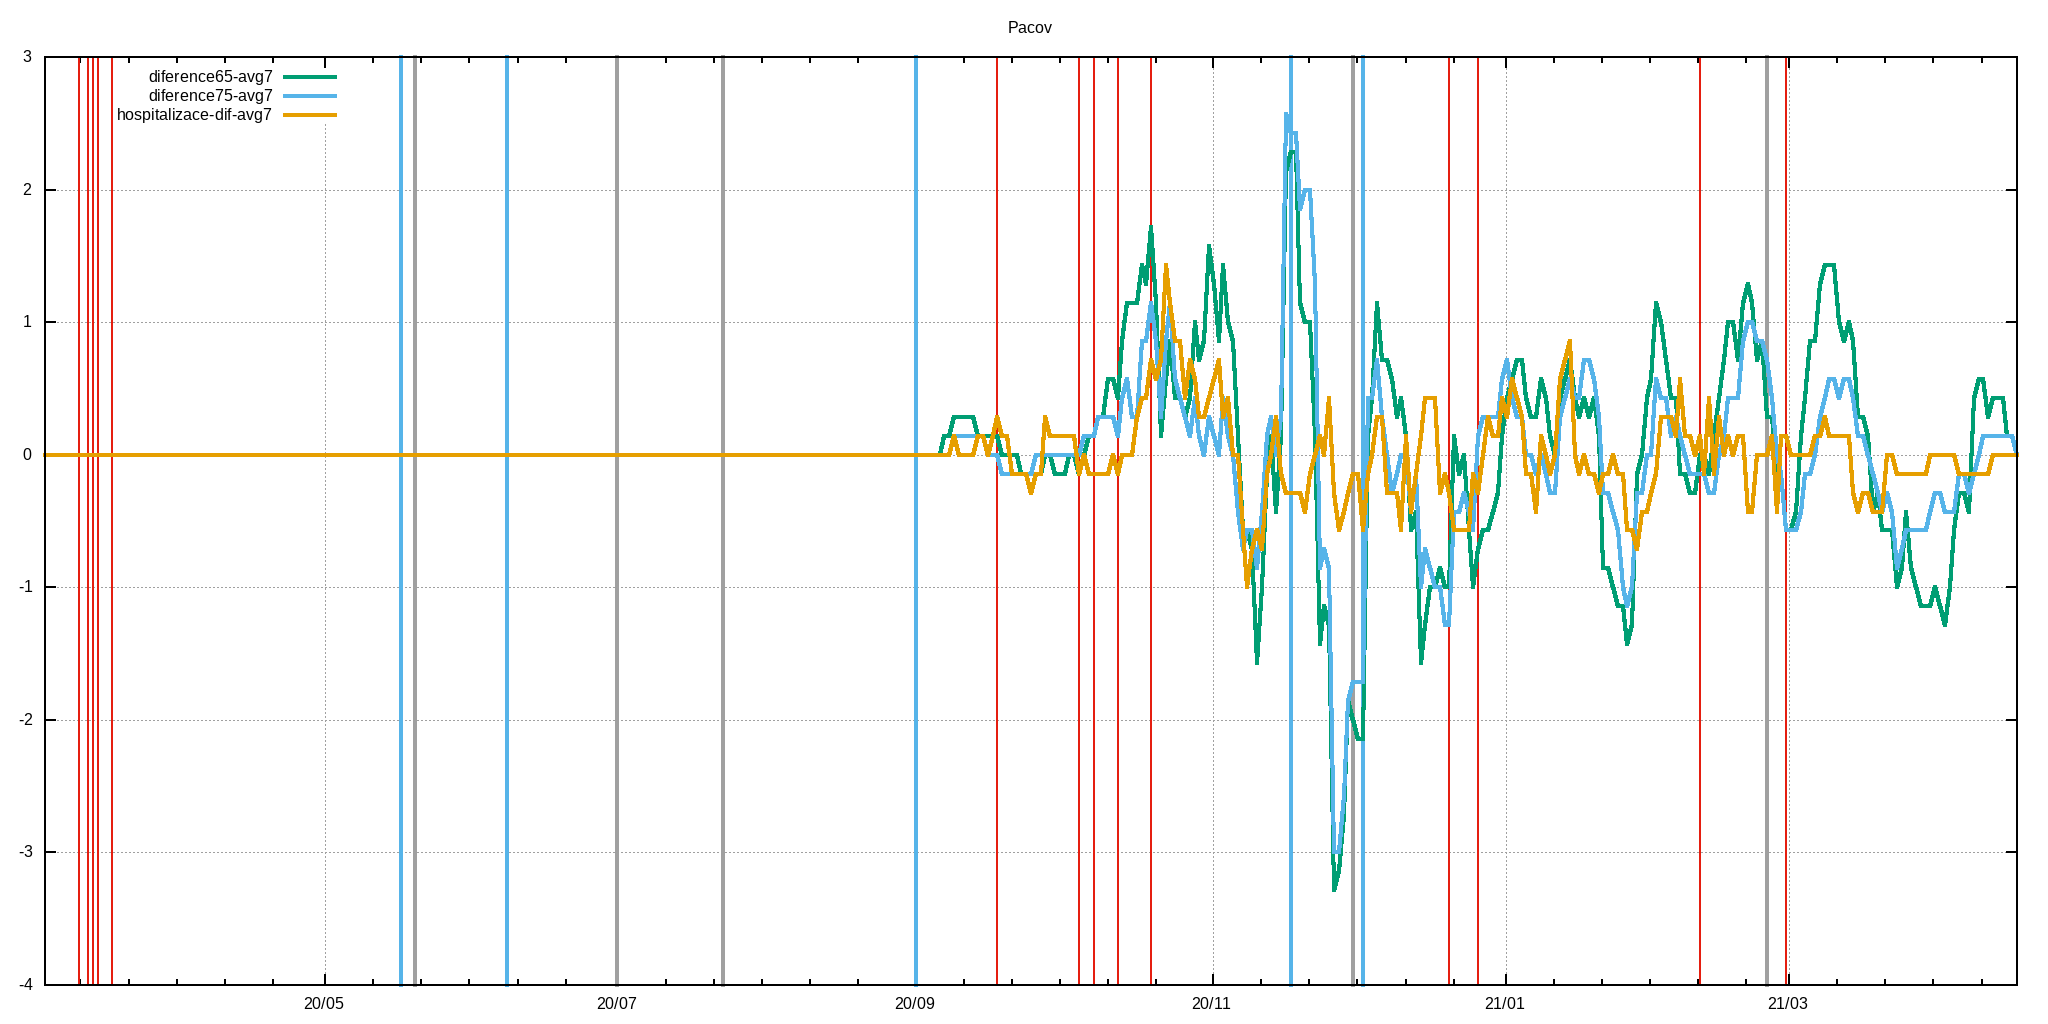 Pacov
3
diference65-avg7
diference75-avg7
hospitalizace-dif-avg7
2
1
0
-1
-2
-3
-4
20/05 20/07 20/09 20/11 21/01 21/03